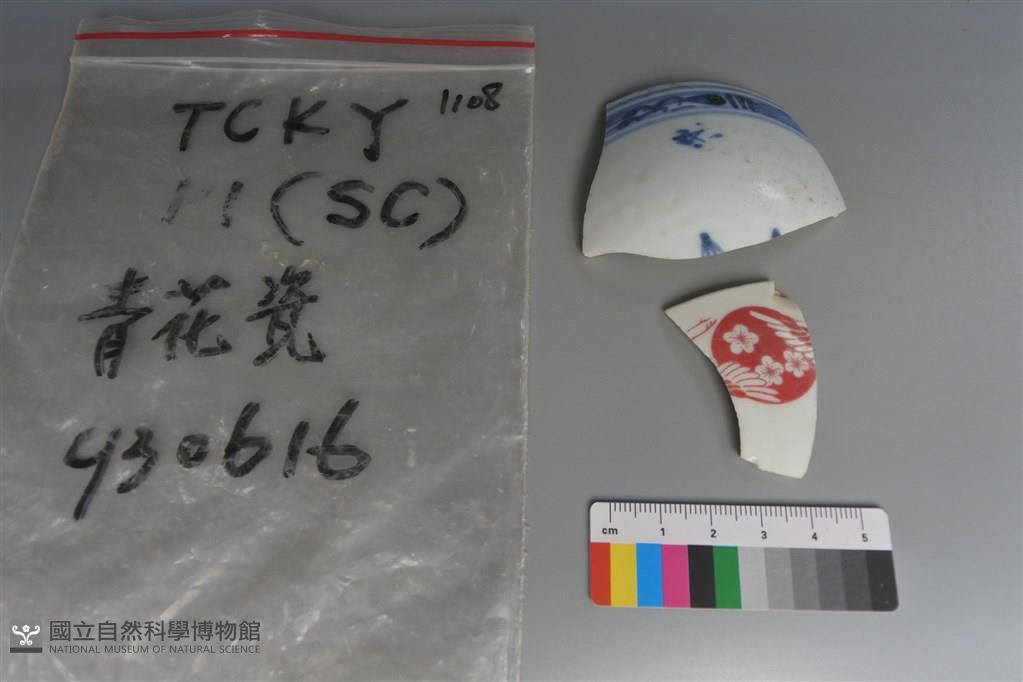 TCKY 1108
(SC)
青花瓷
930616
cm 1 2 3 4 5
國立自然科學博物館
NATIONAL MUSEUM OF NATURAL SCIENCE